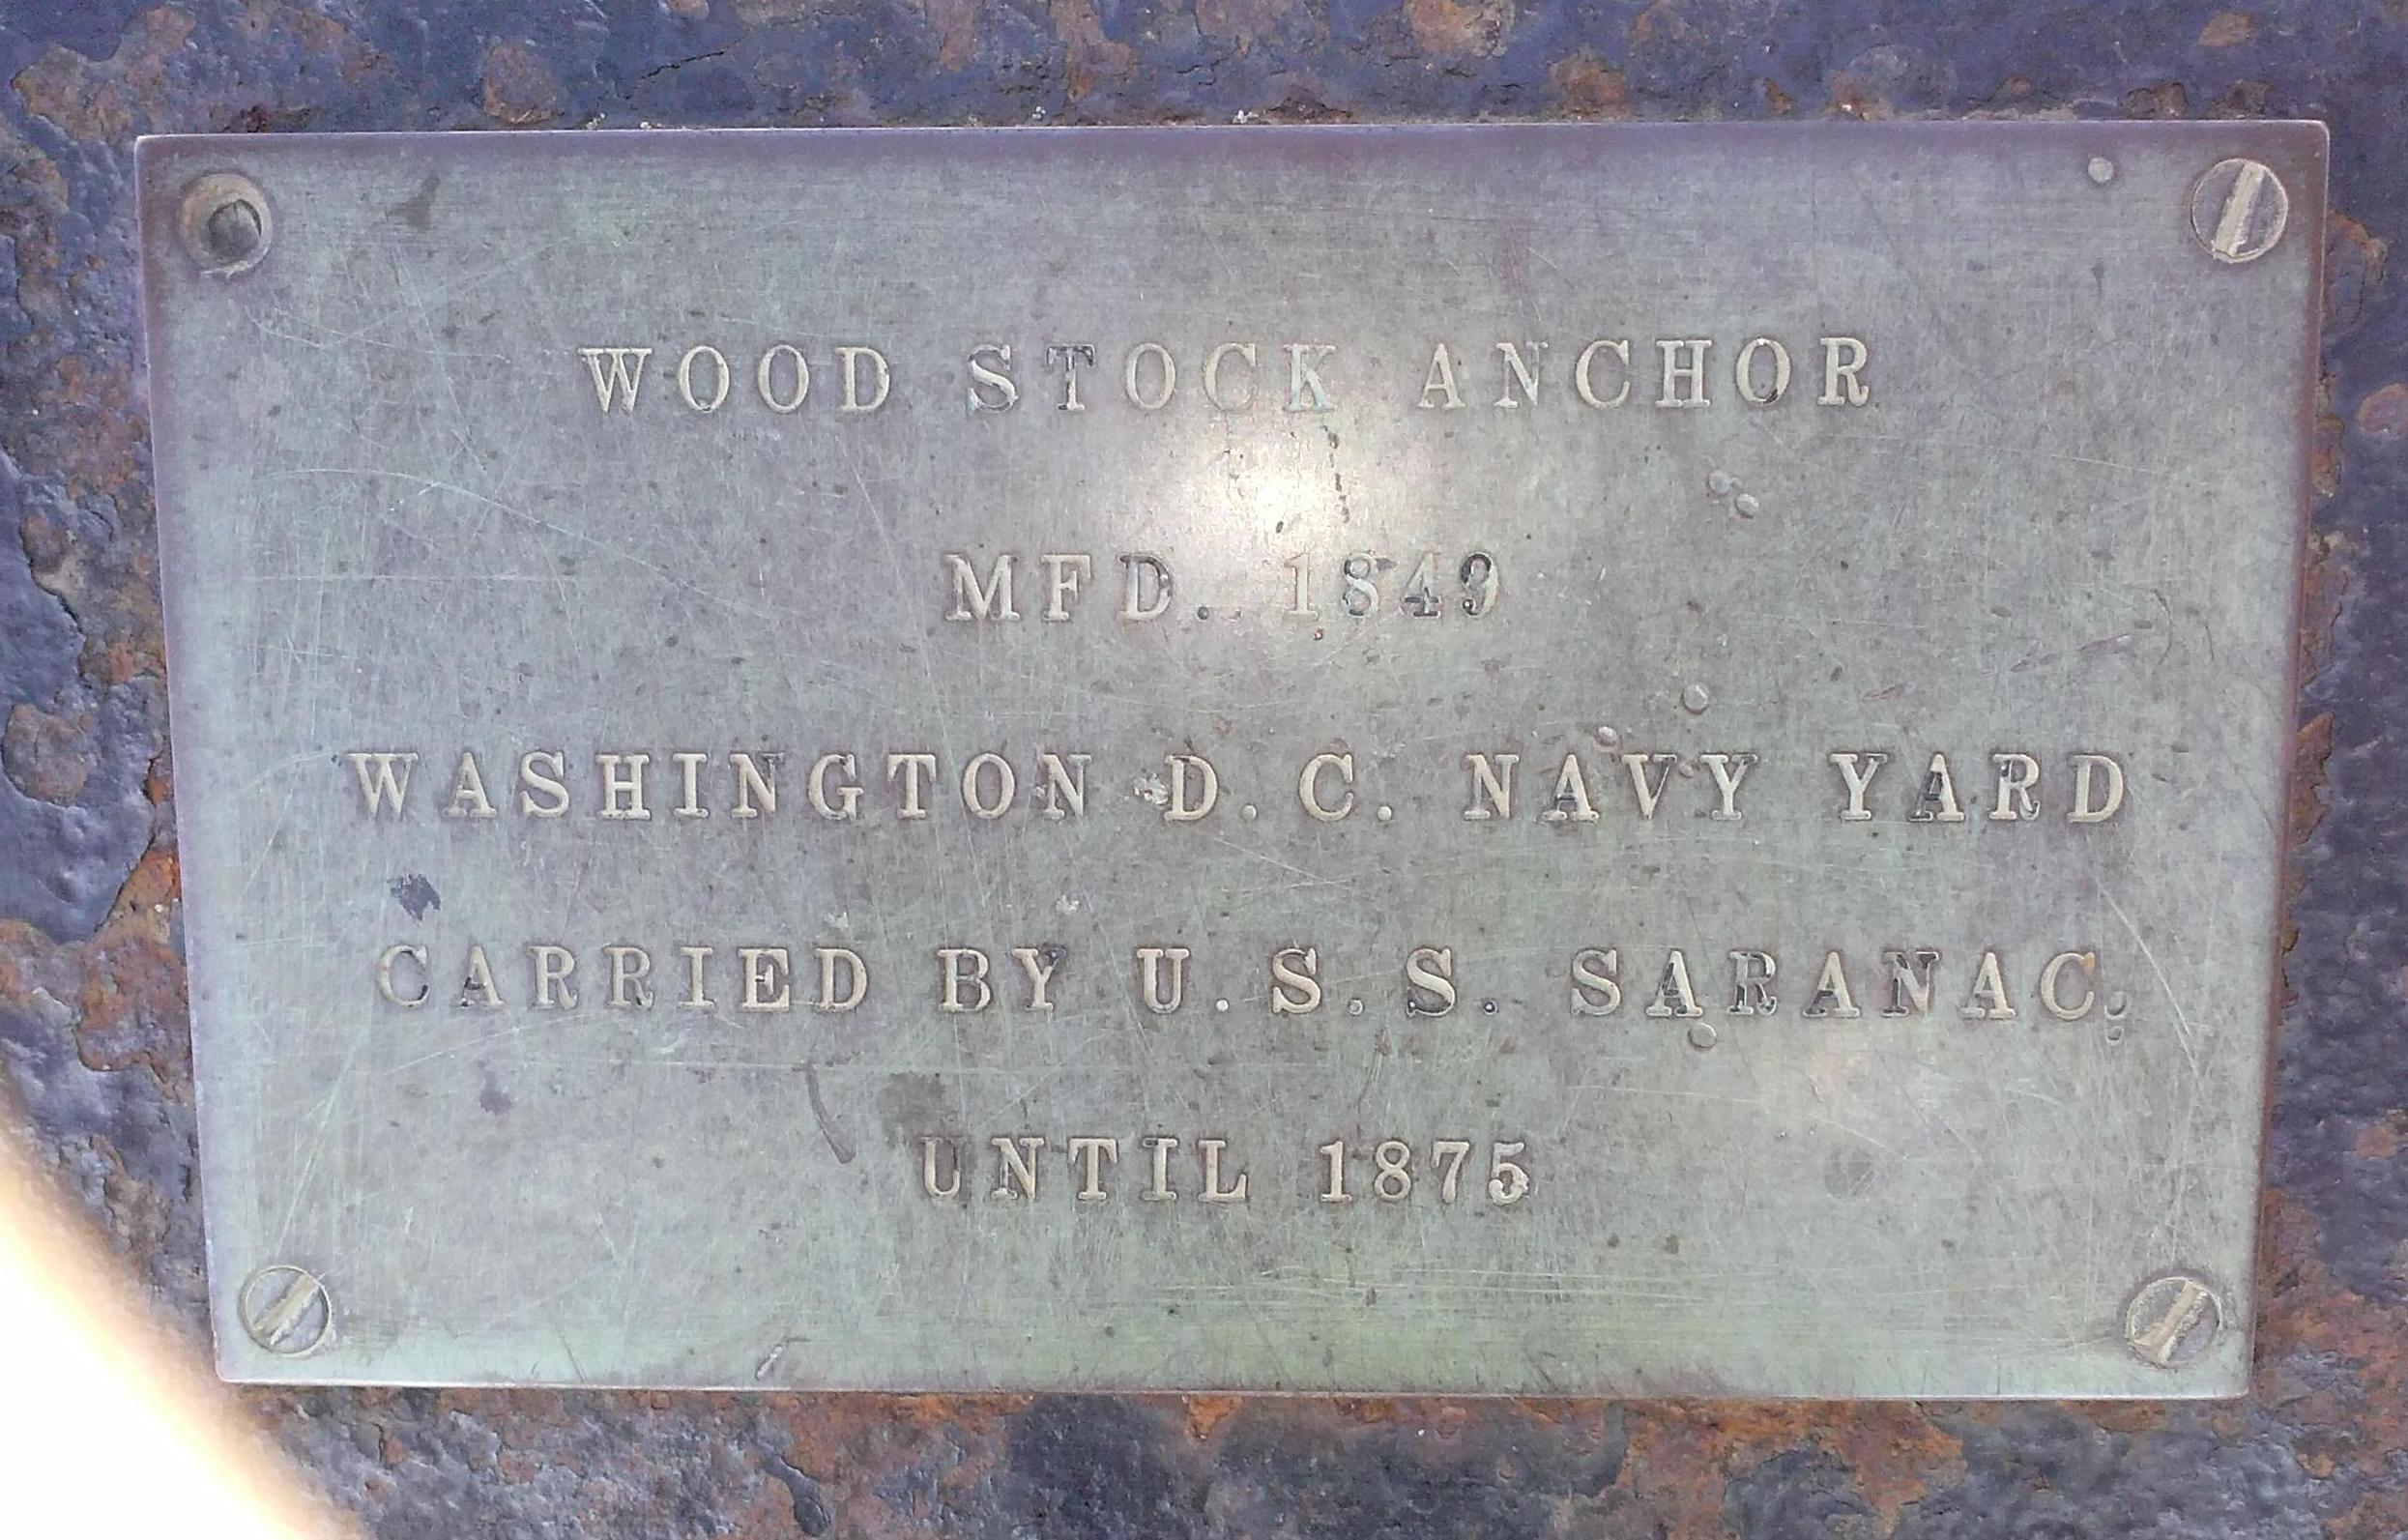 WOOD STOCK ANCHOR
MFD. 1849
WASHINGTON D.C. NAVY YARD
CARRIED BY U.S.S. SARANAC.
UNTIL 1875